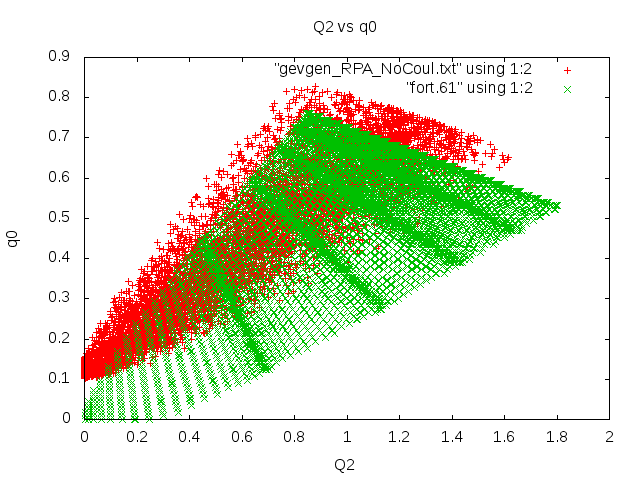 Q2 vs q0
"gevgen_RPA_NoCoul.txt" using 1:2
"fort.61" using 1:2
0.9
0.8
0.7
0.6
0.5
0.4
0.3
0.2
0.1
0
q0
0 0.2 0.4 0.6 0.8 1 1.2 1.4 1.6 1.8 2
Q2